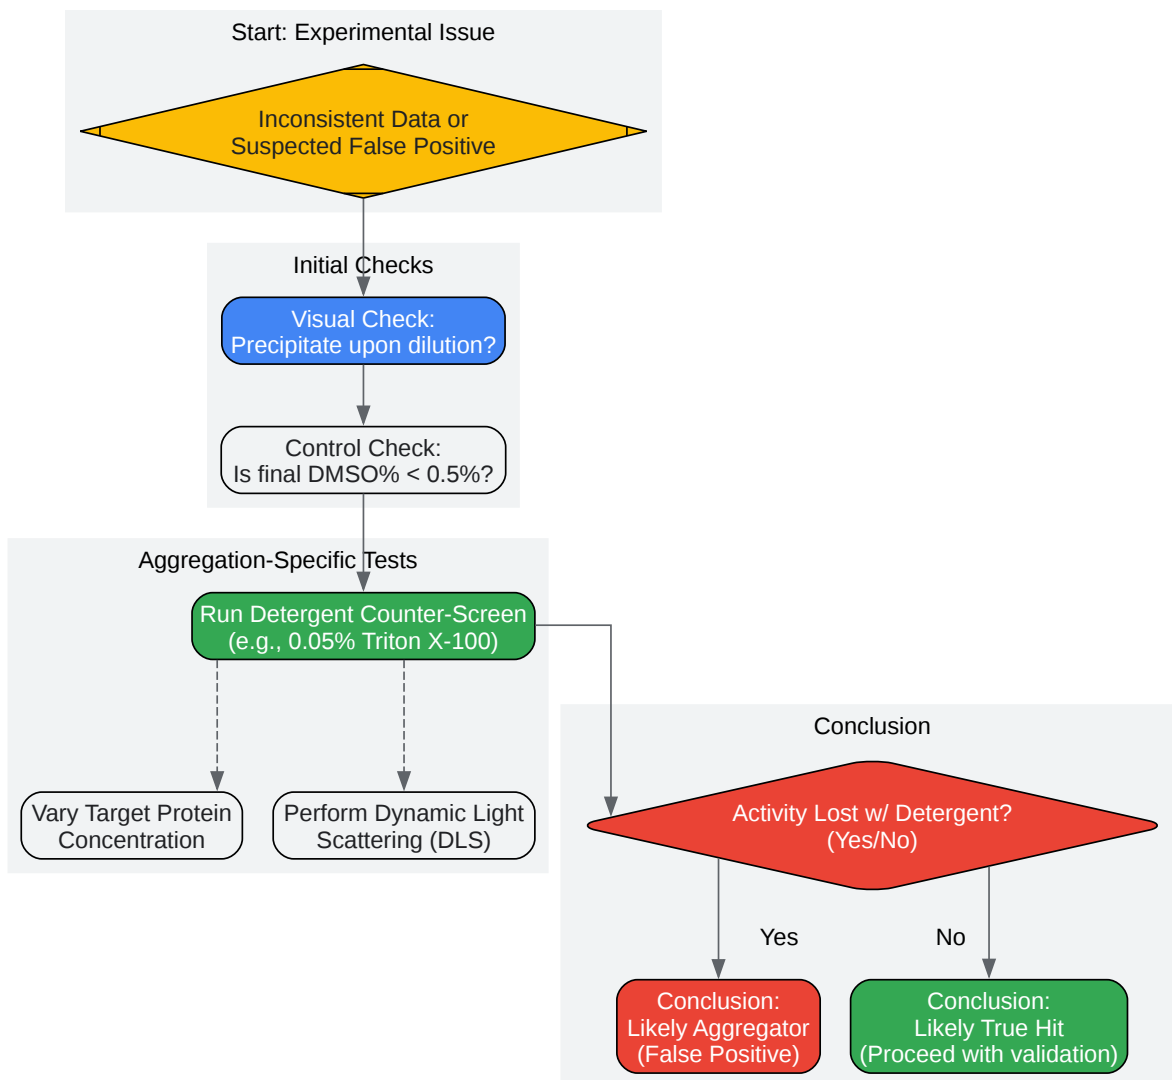 Start: Experimental Issue
Inconsistent Data or
Suspected False Positive
Initial Checks
Visual Check:
Precipitate upon dilution?
Control Check:
Is final DMSO% < 0.5%?
Aggregation-Specific Tests
Run Detergent Counter-Screen
(e.g., 0.05% Triton X-100)
Vary Target Protein
Concentration
Perform Dynamic Light
Scattering (DLS)
Conclusion
Activity Lost w/ Detergent?
(Yes/No)
Yes
No
Conclusion:
Likely Aggregator
(False Positive)
Conclusion:
Likely True Hit
(Proceed with validation)